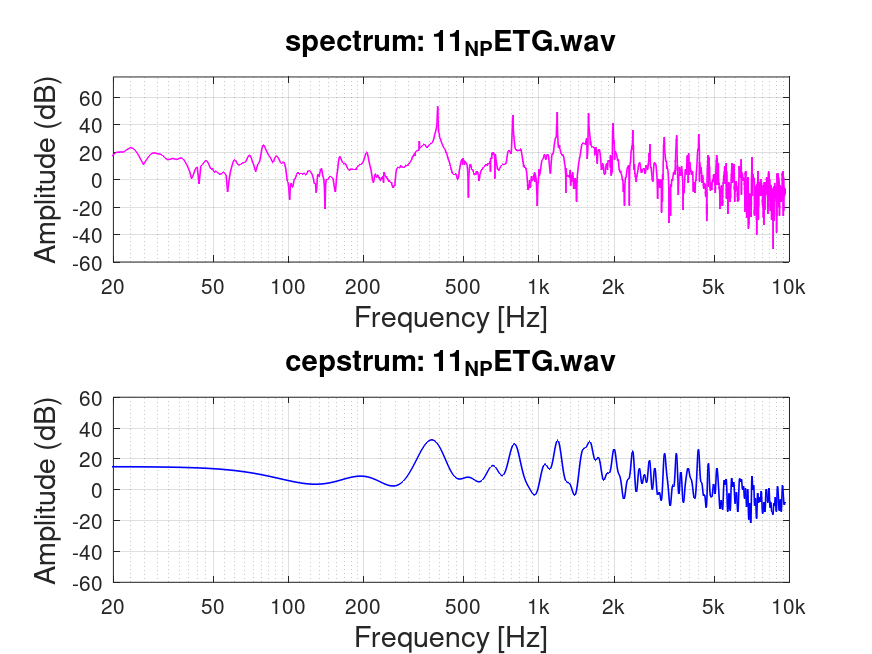 spectrum: 11NPETG.wav
60
40
20
0
-20
-40
-60
Amplitude (dB)
20 50 100 200 500 1k 2k 5k 10k
Frequency [Hz]
cepstrum: 11NPETG.wav
60
40
20
0
-20
-40
-60
Amplitude (dB)
20 50 100 200 500 1k 2k 5k 10k
Frequency [Hz]